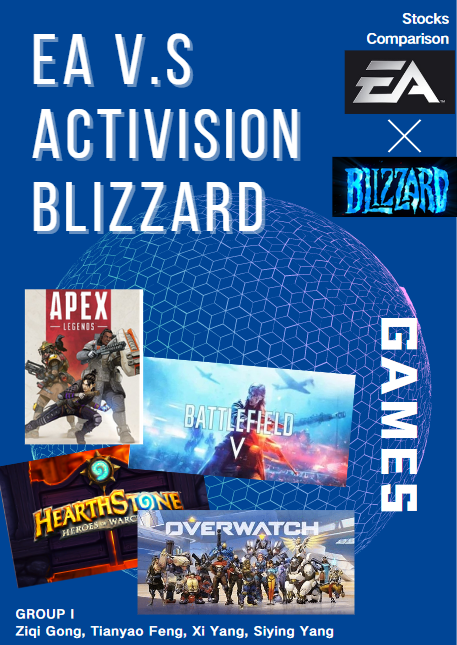 Stocks
Comparison
EA V.S
ACTIVISION
BLIZZARD
EA
BLIZZARD
GAMES
APEX
LEGENDS
BATTLEFIELD
V
HEARTHSTONE
HEROES OF WARC
OVERWATCH
GROUP I
Ziqi Gong, Tianyao Feng, Xi Yang, Siying Yang